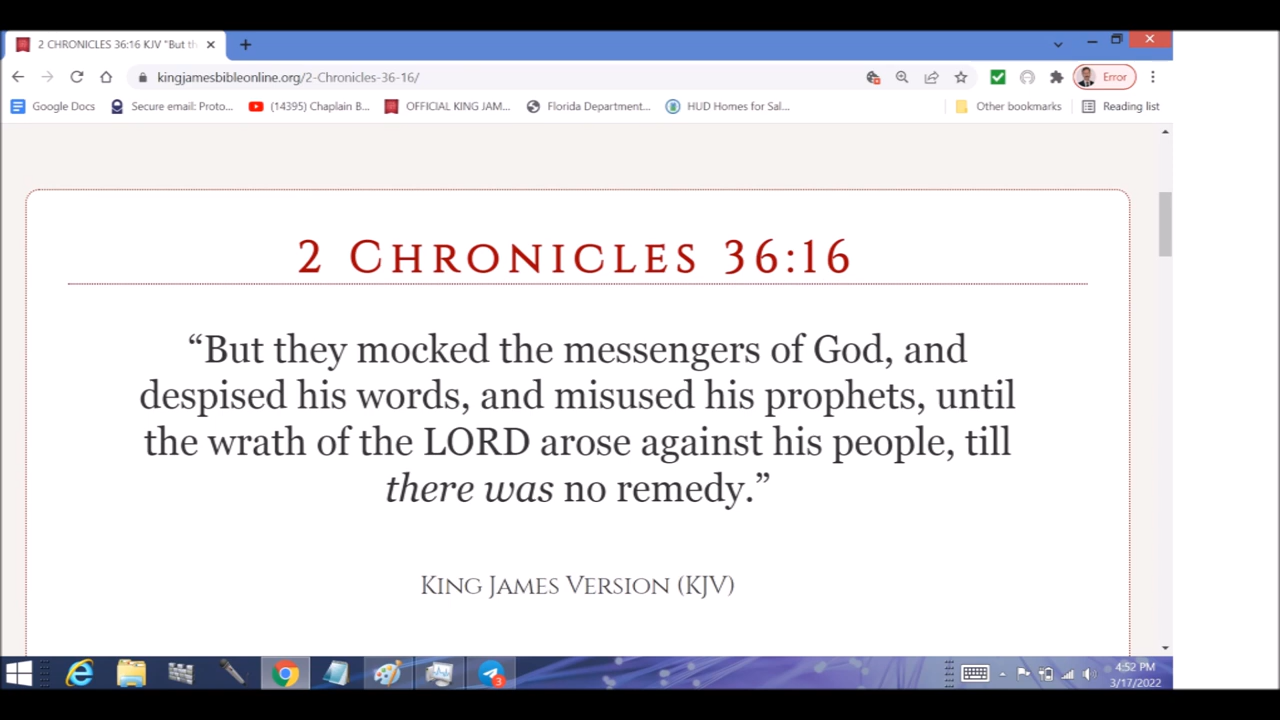 2 CHRONICLES 36:16 KJV "But th
kingjamesbibleonline.org/2-Chronicles-36-16/
Error
Google Docs
Secure email: Proto...
(14395) Chaplain B...
OFFICIAL KING JAM...
Florida Department...
HUD Homes for Sal...
Other bookmarks
Reading list
2 CHRONICLES 36:16
“But they mocked the messengers of God, and
despised his words, and misused his prophets, until
the wrath of the LORD arose against his people, till
there was no remedy.”
KING JAMES VERSION (KJV)
3
4:52 PM
3/17/2022